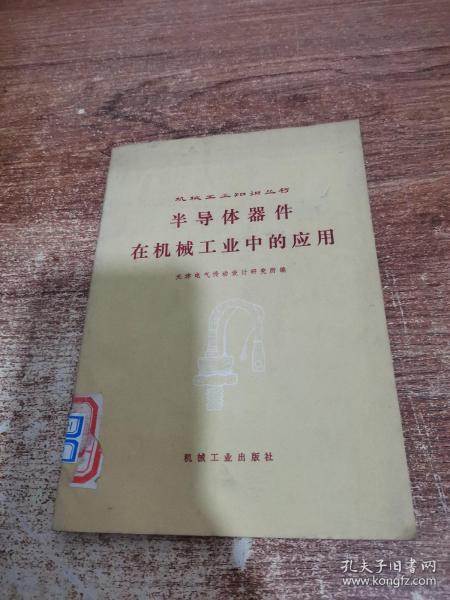 机械工业知识丛书
半导体器件
在机械工业中的应用
天津电气传动设计研究所编
机械工业出版社
孔夫子旧书网
www.kongfz.com